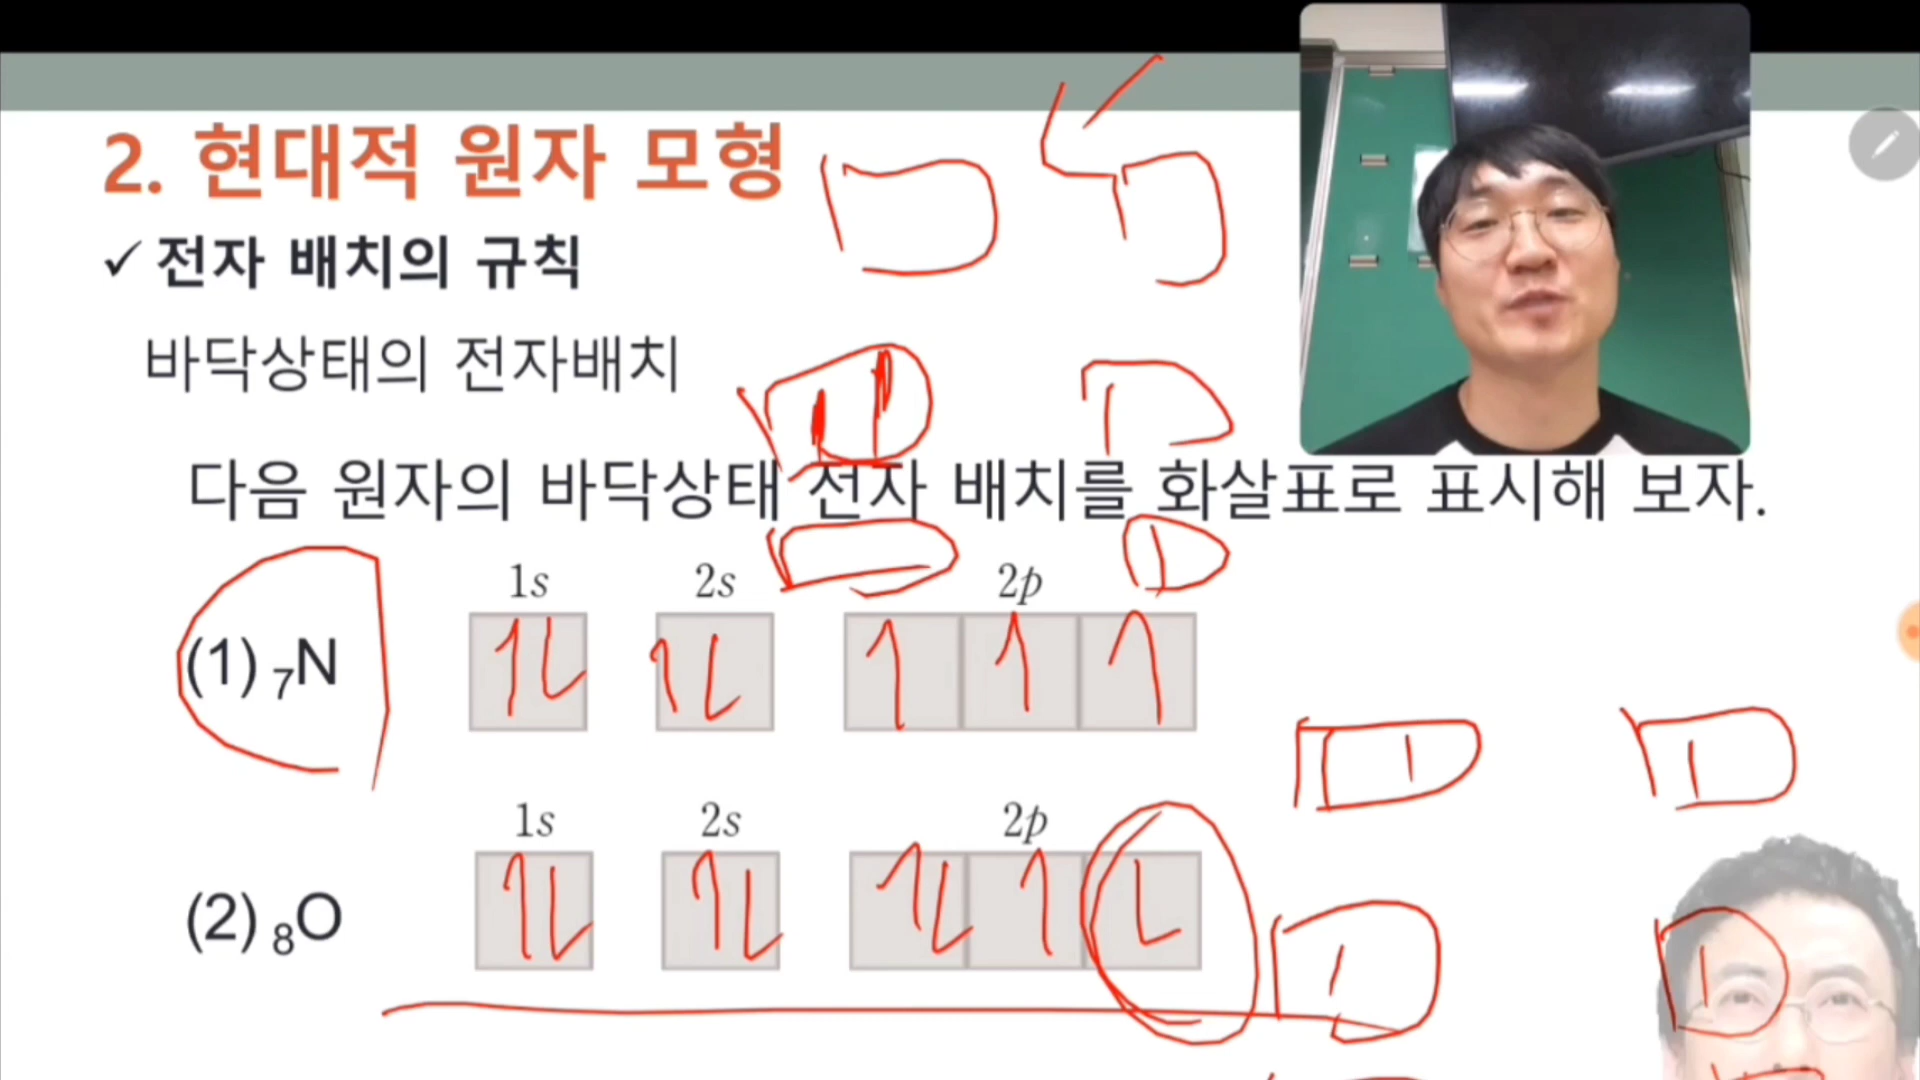 2. 현대적 원자 모형
✓ 전자 배치의 규칙
바닥상태의 전자배치
다음 원자의 바닥상태 전자 배치를 화살표로 표시해 보자.
1s 2s 2p
(1) ₇N
1s 2s 2p
(2) ₈O